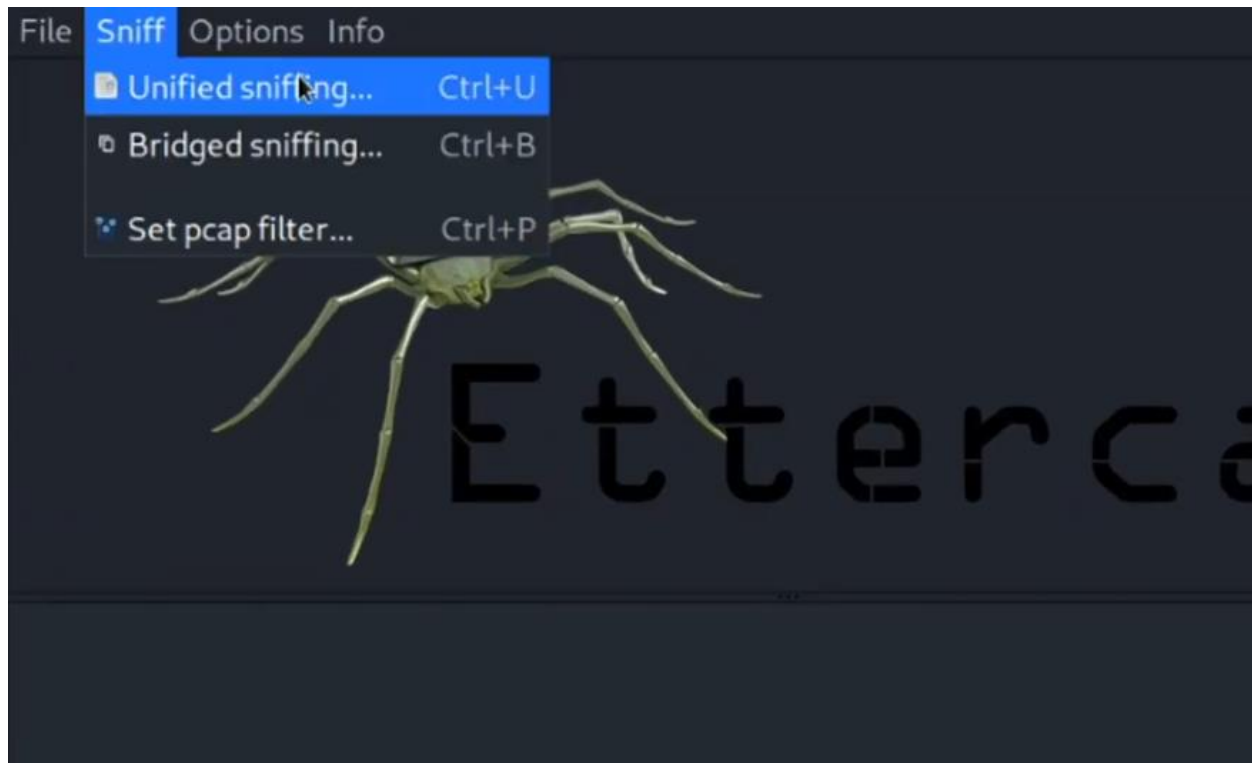 File Sniff Options Info
Unified sniffing... Ctrl+U
Bridged sniffing... Ctrl+B
Set pcap filter... Ctrl+P
Etterca